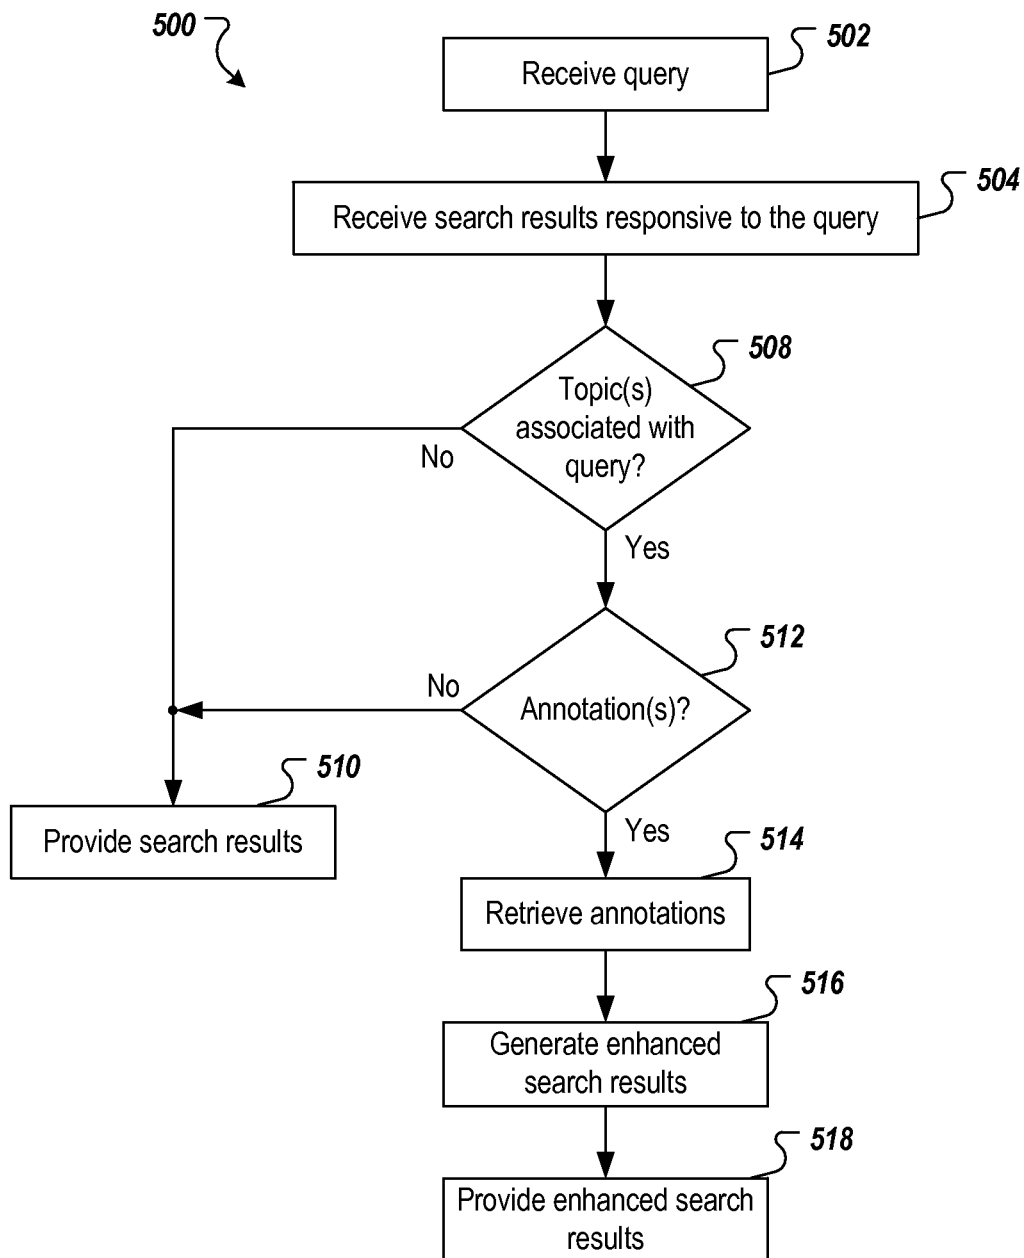 500
502
Receive query
504
Receive search results responsive to the query
508
Topic(s)
associated with
query?
No
Yes
512
No
Annotation(s)?
510
Provide search results
Yes
514
Retrieve annotations
516
Generate enhanced
search results
518
Provide enhanced search
results